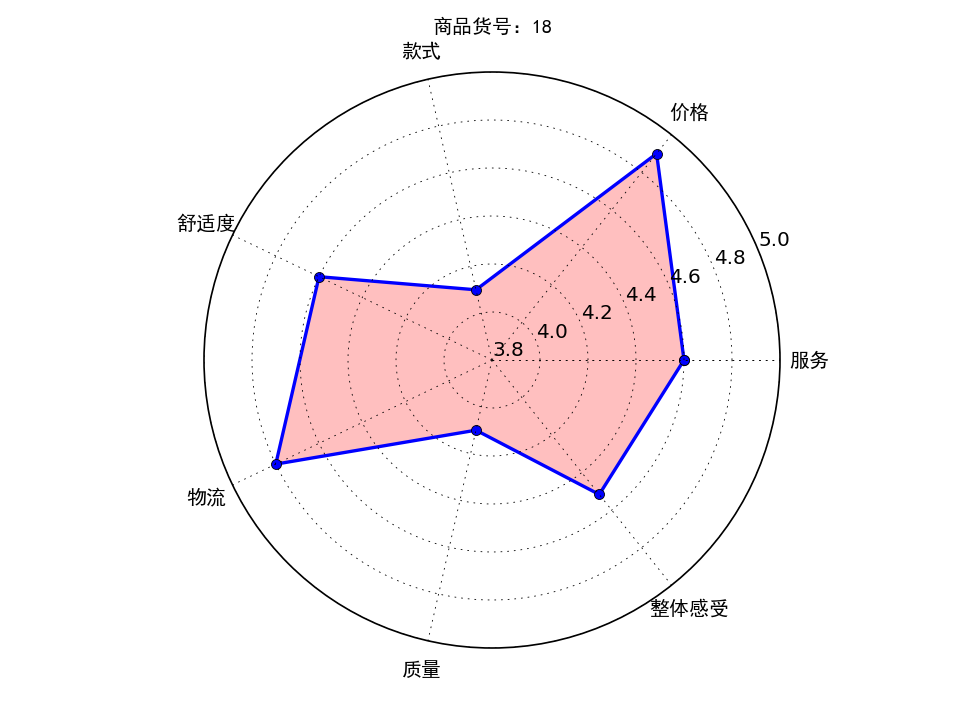 商品货号：18
款式
价格
舒适度
5.0
4.8
4.6
4.4
4.2
4.0
3.8
服务
物流
整体感受
质量